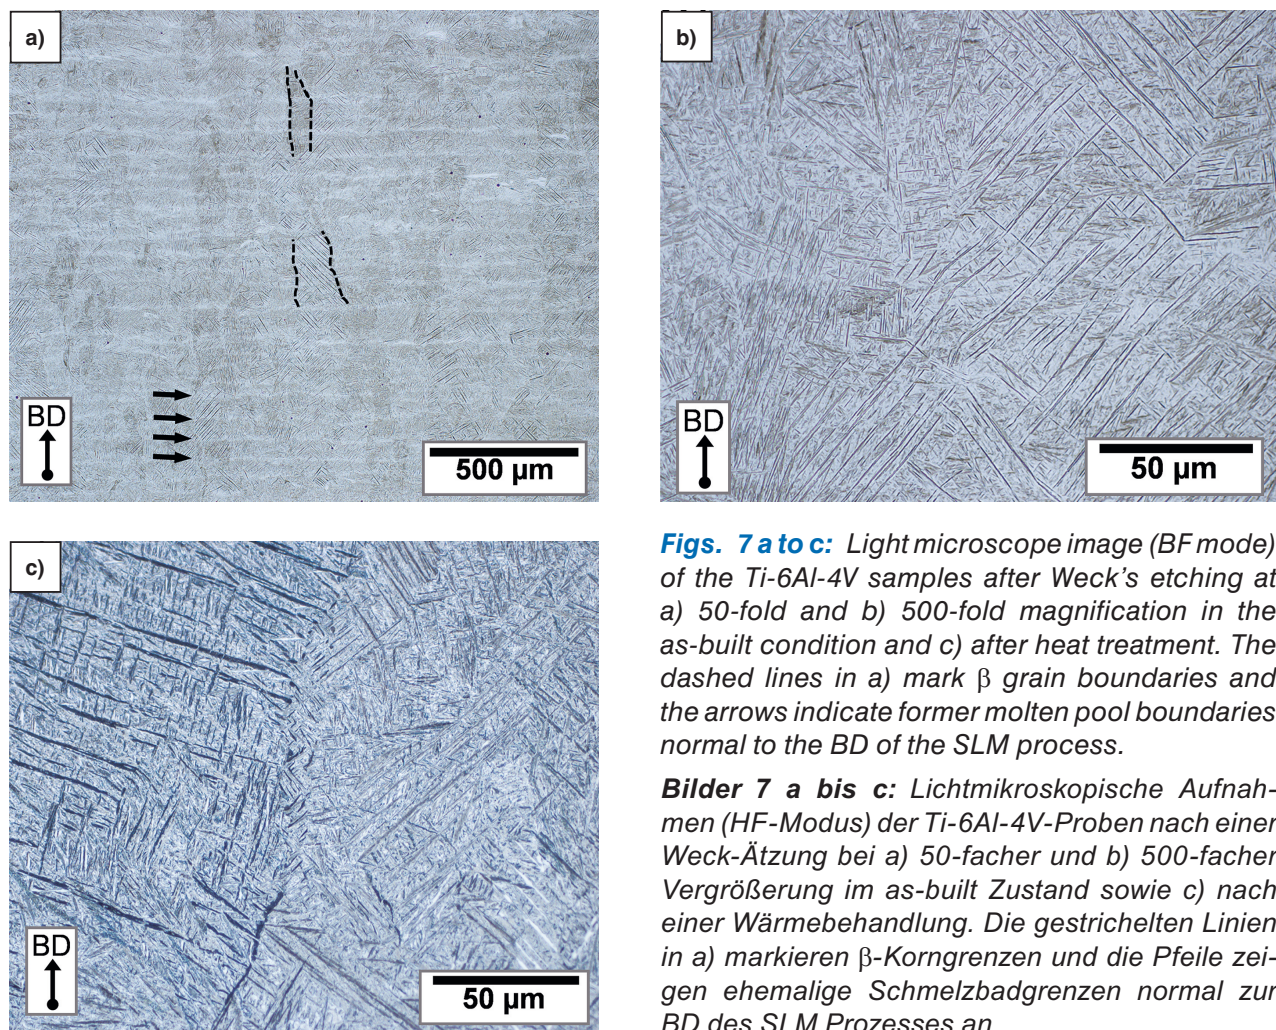 a)
BD
500 µm
b)
BD
50 µm
c)
BD
50 µm
Figs. 7 a to c: Light microscope image (BF mode)
of the Ti-6Al-4V samples after Weck's etching at
a) 50-fold and b) 500-fold magnification in the
as-built condition and c) after heat treatment. The
dashed lines in a) mark β grain boundaries and
the arrows indicate former molten pool boundaries
normal to the BD of the SLM process.
Bilder 7 a bis c: Lichtmikroskopische Aufnah-
men (HF-Modus) der Ti-6Al-4V-Proben nach einer
Weck-Ätzung bei a) 50-facher und b) 500-facher
Vergrößerung im as-built Zustand sowie c) nach
einer Wärmebehandlung. Die gestrichelten Linien
in a) markieren β-Korngrenzen und die Pfeile zei-
gen ehemalige Schmelzbadgrenzen normal zur
BD des SLM Prozesses an